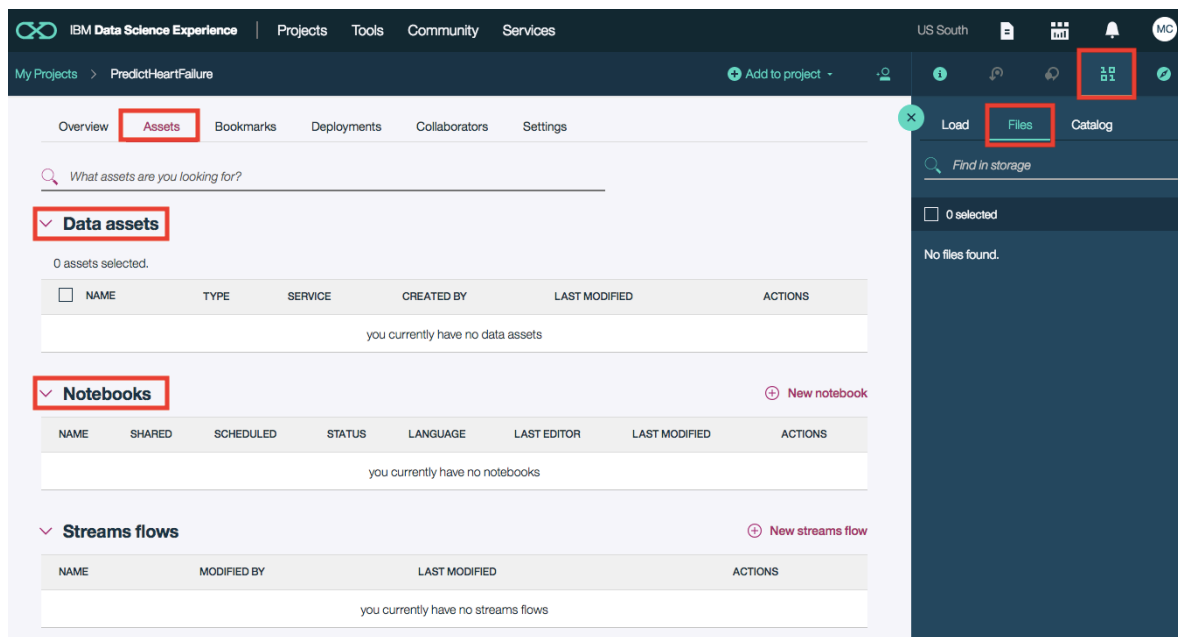 IBM Data Science Experience | Projects Tools Community Services US South MC
My Projects > PredictHeartFailure Add to project
Overview Assets Bookmarks Deployments Collaborators Settings
Load Files Catalog
What assets are you looking for?
Find in storage
Data assets
0 selected
0 assets selected.
No files found.
NAME TYPE SERVICE CREATED BY LAST MODIFIED ACTIONS
you currently have no data assets
Notebooks New notebook
NAME SHARED SCHEDULED STATUS LANGUAGE LAST EDITOR LAST MODIFIED ACTIONS
you currently have no notebooks
Streams flows New streams flow
NAME MODIFIED BY LAST MODIFIED ACTIONS
you currently have no streams flows